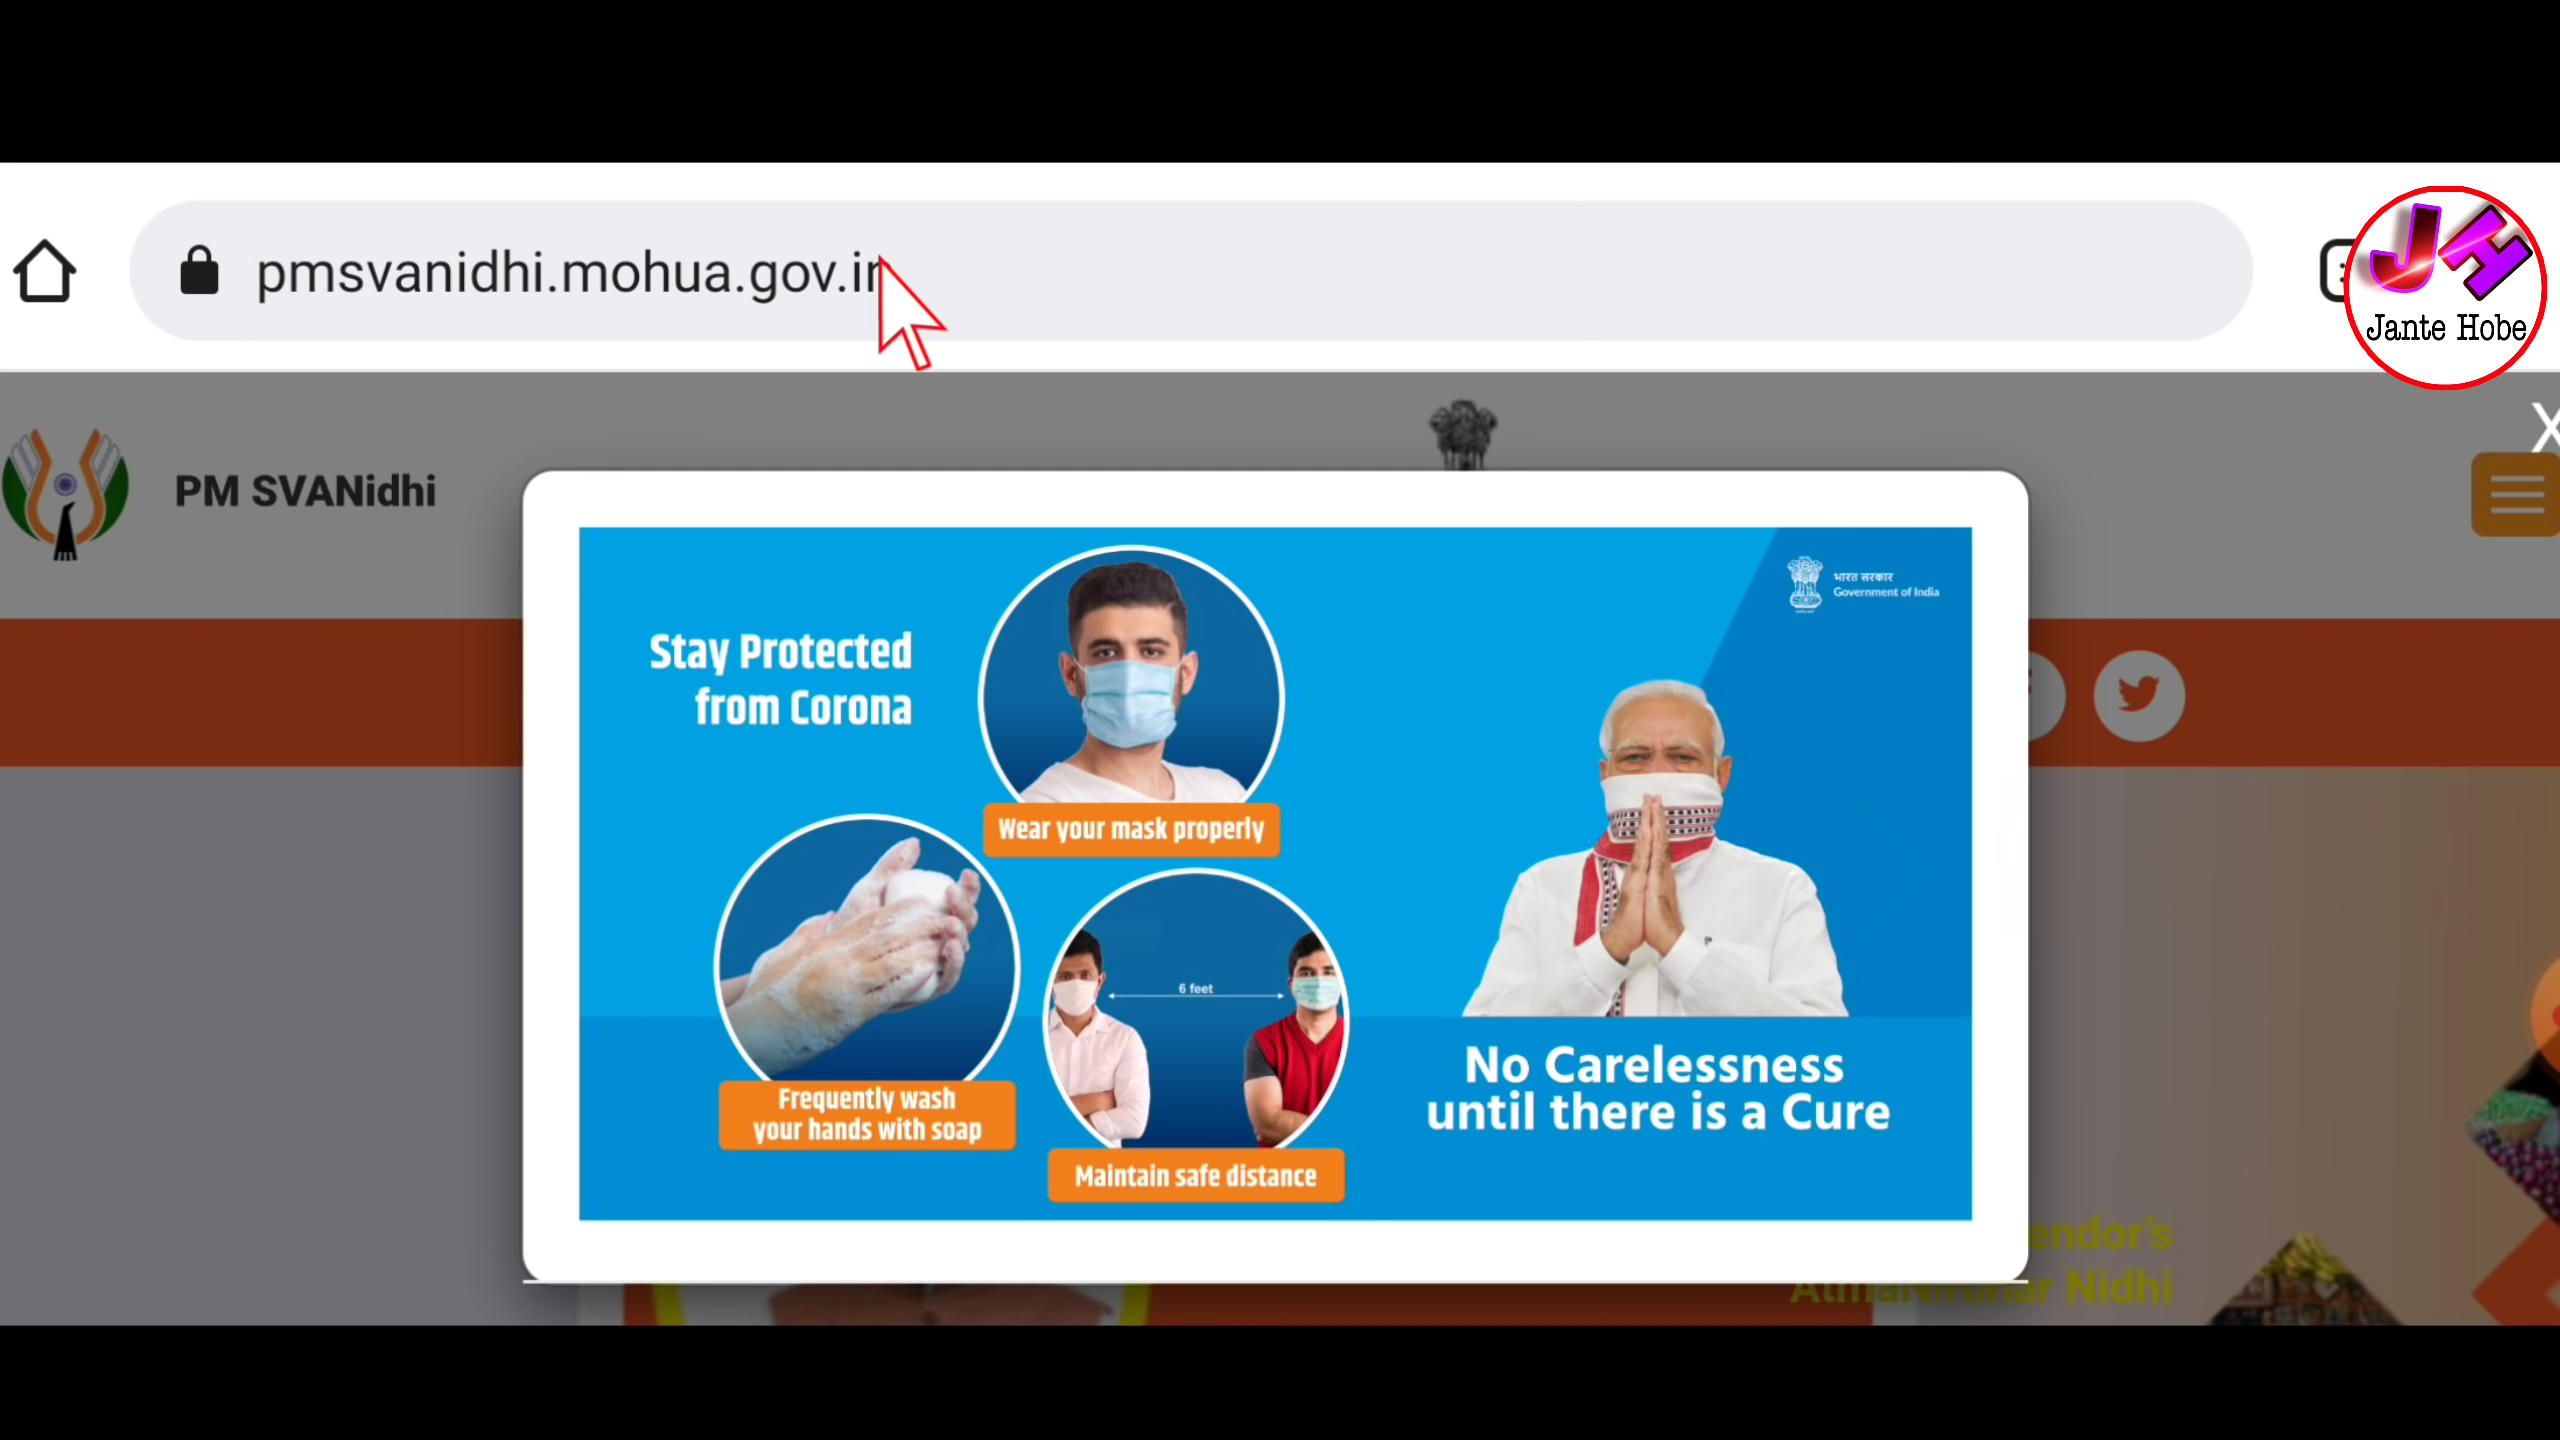 pmsvanidhi.mohua.gov.in
Jante Hobe
PM SVANidhi
भारत सरकार
Government of India
Stay Protected
from Corona
Wear your mask properly
6 feet
Frequently wash
your hands with soap
Maintain safe distance
No Carelessness
until there is a Cure
Nidhi